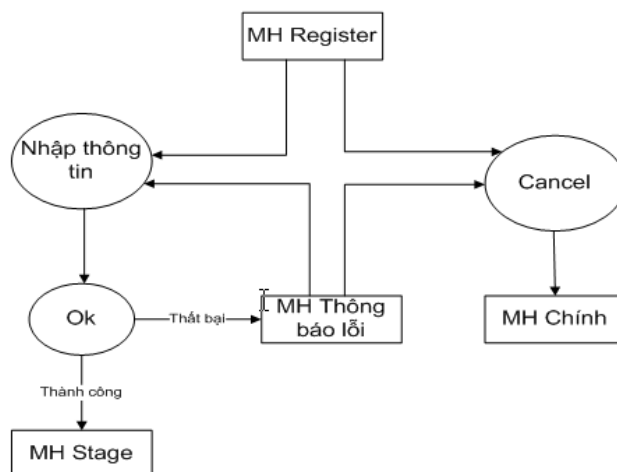 MH Register
Nhập thông
tin
Cancel
Ok
Thất bại
MH Thông
báo lỗi
MH Chính
Thành công
MH Stage